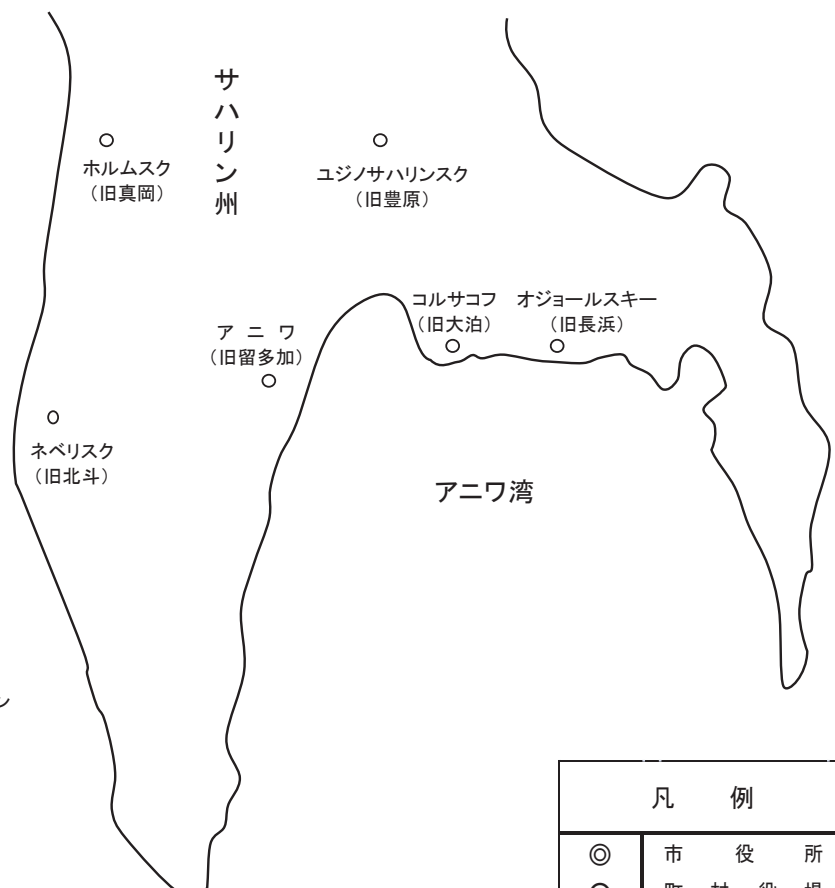 サハリン州
ホルムスク
（旧真岡）
ユジノサハリンスク
（旧豊原）
コルサコフ
（旧大泊）
オジョールスキー
（旧長浜）
アニワ
（旧留多加）
ネベリスク
（旧北斗）
アニワ湾
凡例
◎ 市役所